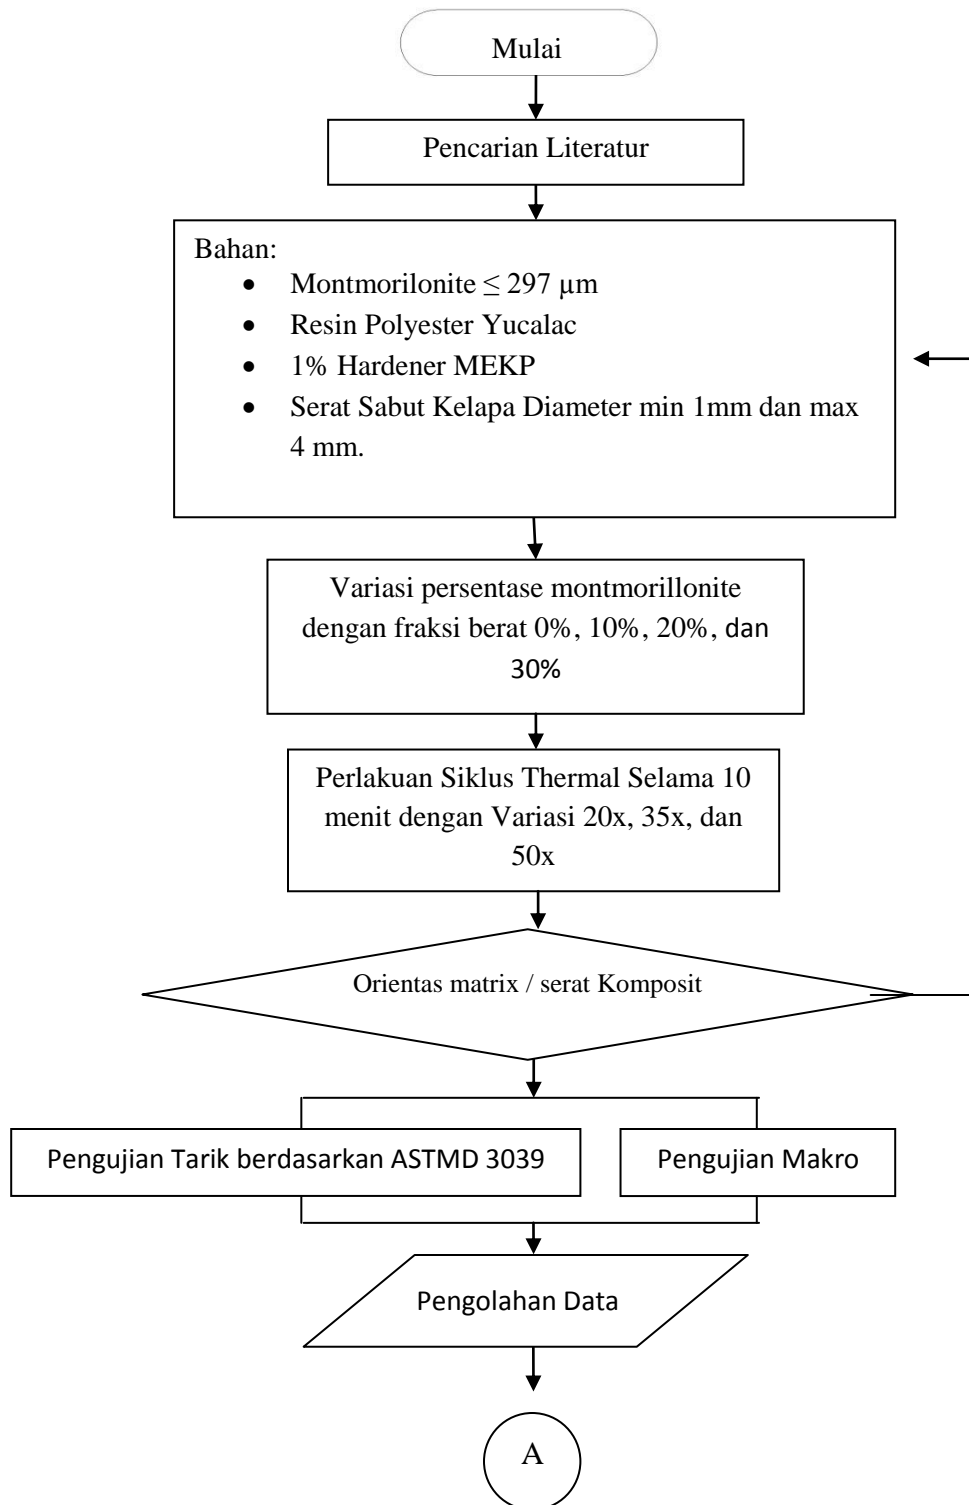 Mulai
Pencarian Literatur
Bahan:
• Montmorilonite ≤ 297 µm
• Resin Polyester Yucalac
• 1% Hardener MEKP
• Serat Sabut Kelapa Diameter min 1mm dan max
4 mm.
Variasi persentase montmorillonite
dengan fraksi berat 0%, 10%, 20%, dan
30%
Perlakuan Siklus Thermal Selama 10
menit dengan Variasi 20x, 35x, dan
50x
Orientas matrix / serat Komposit
Pengujian Tarik berdasarkan ASTMD 3039
Pengujian Makro
Pengolahan Data
A